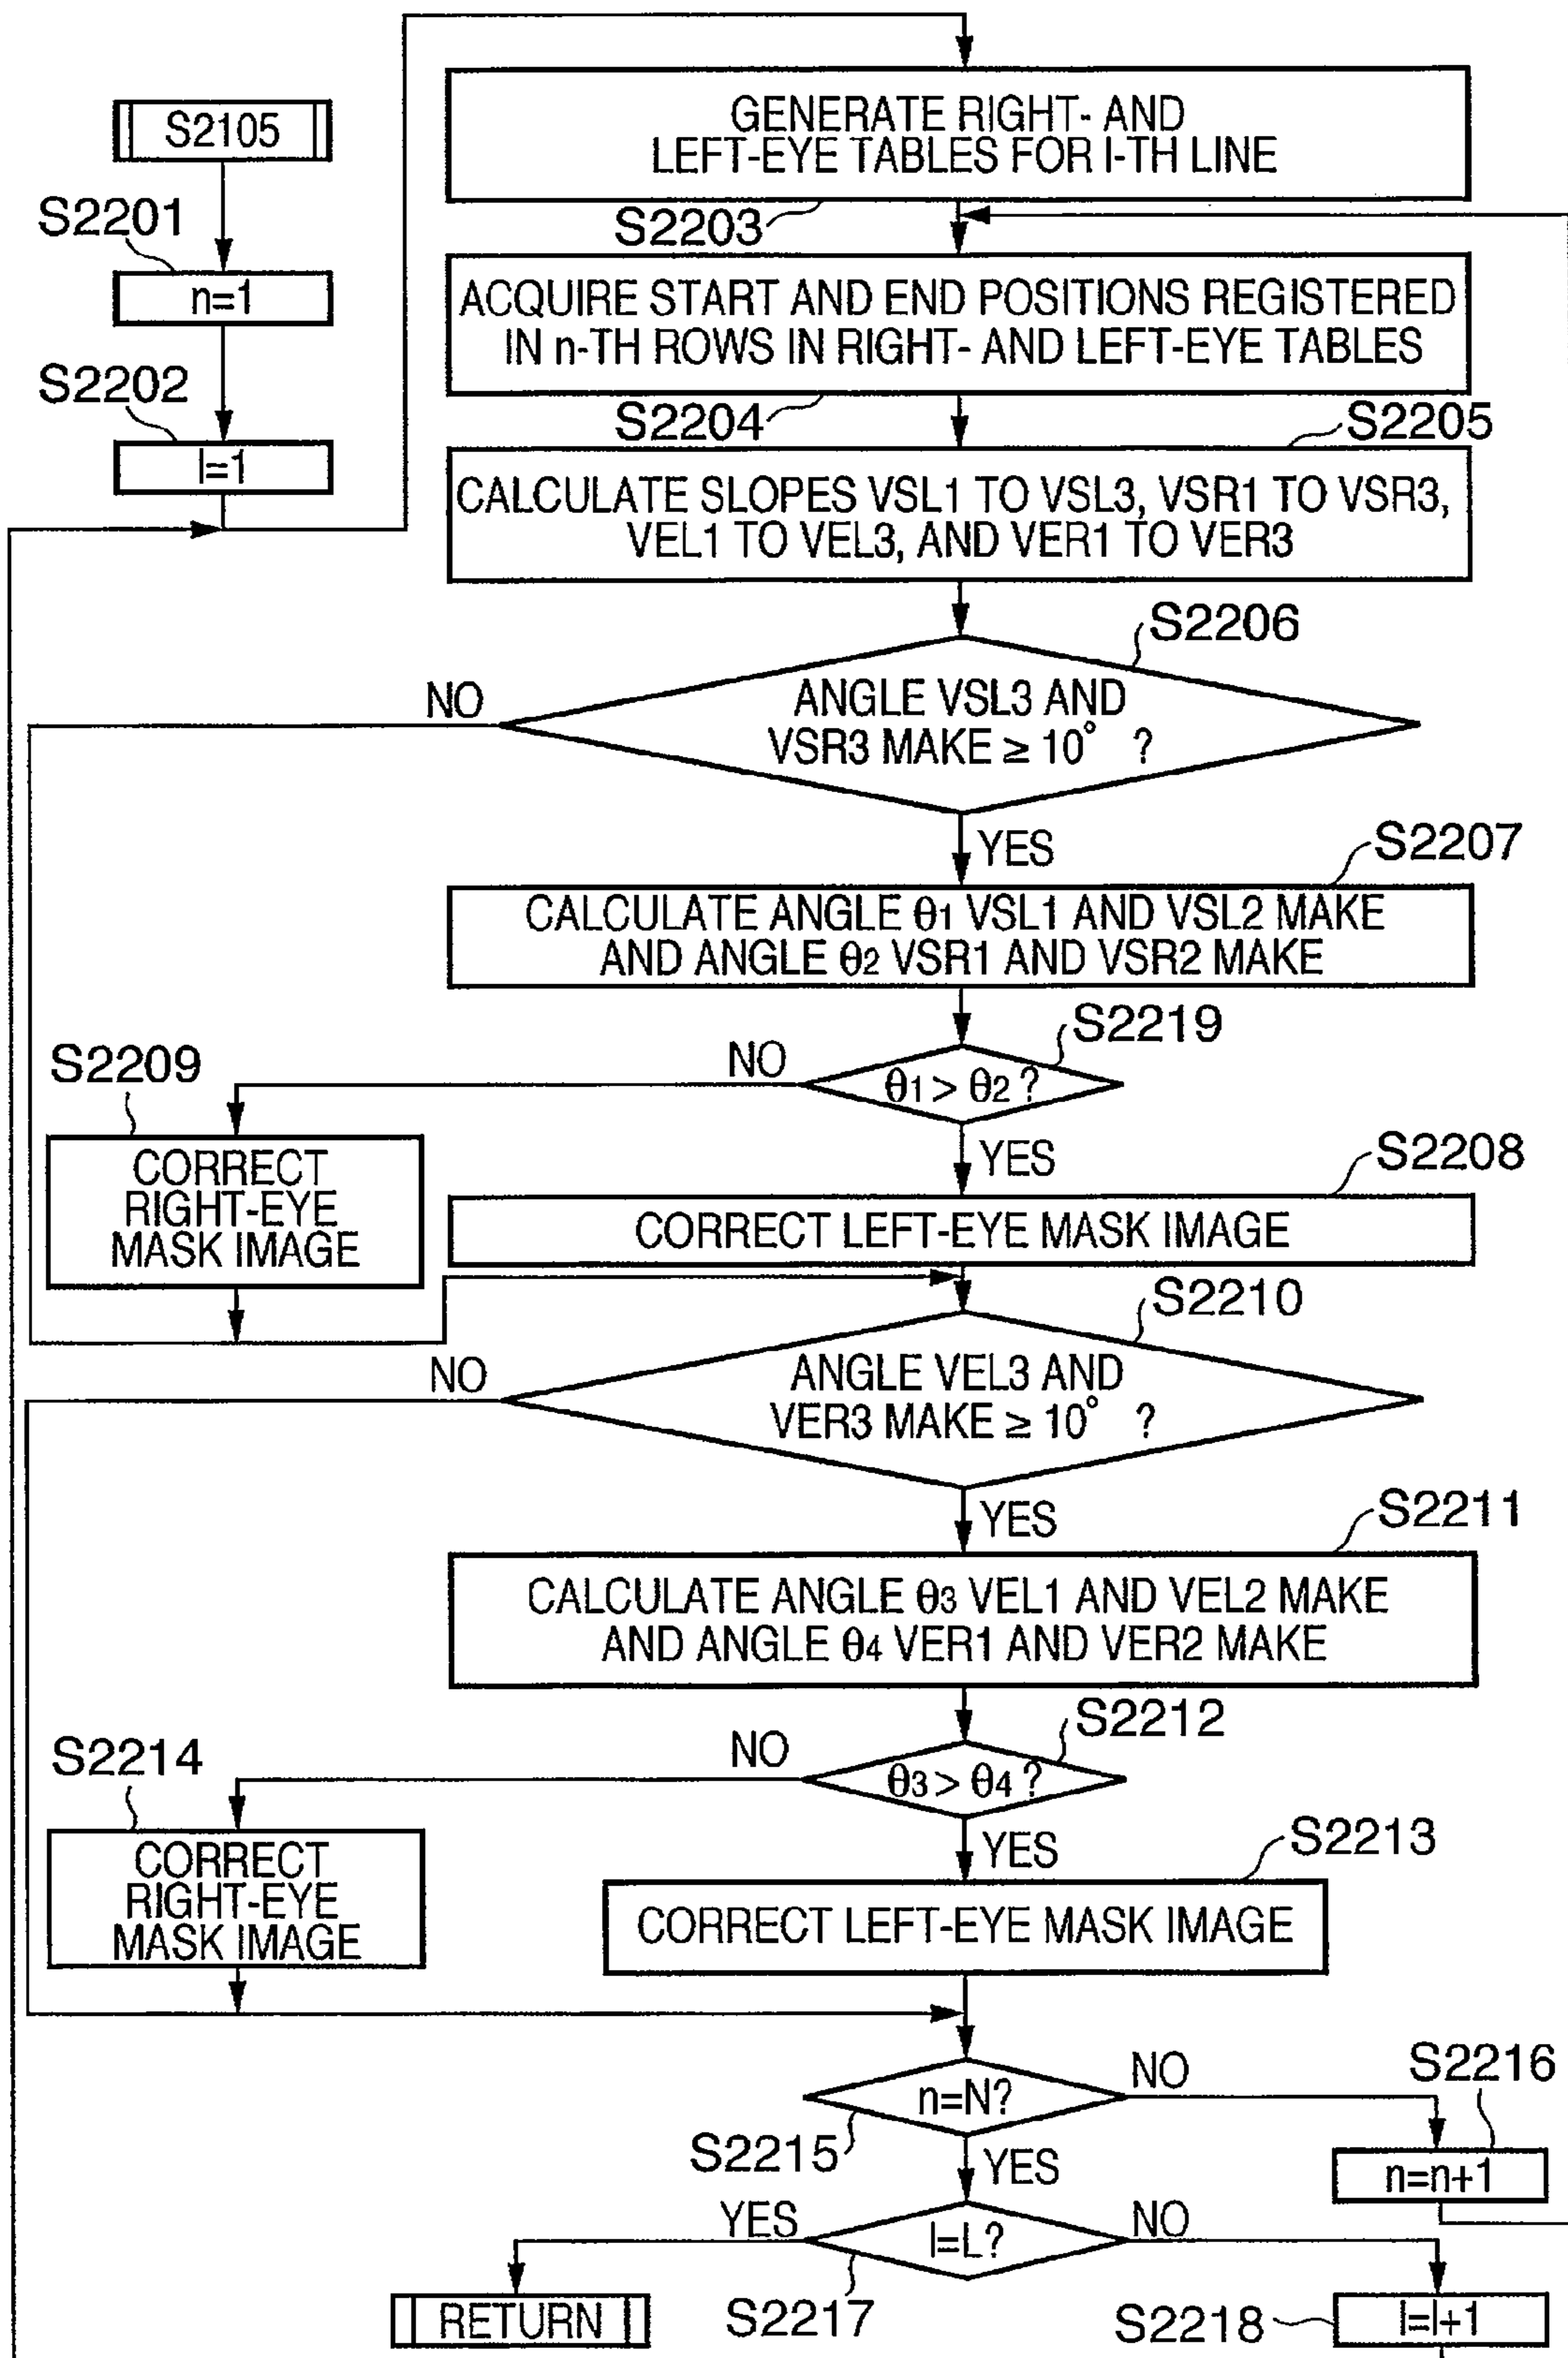 S2105
S2201
n=1
S2202
l=1
GENERATE RIGHT- AND
LEFT-EYE TABLES FOR l-TH LINE
S2203
ACQUIRE START AND END POSITIONS REGISTERED
IN n-TH ROWS IN RIGHT- AND LEFT-EYE TABLES
S2204
S2205
CALCULATE SLOPES VSL1 TO VSL3, VSR1 TO VSR3,
VEL1 TO VEL3, AND VER1 TO VER3
S2206
NO
ANGLE VSL3 AND
VSR3 MAKE ≥ 10° ?
YES
S2207
CALCULATE ANGLE θ1 VSL1 AND VSL2 MAKE
AND ANGLE θ2 VSR1 AND VSR2 MAKE
S2219
NO
θ1 > θ2 ?
S2209
CORRECT
RIGHT-EYE
MASK IMAGE
YES
S2208
CORRECT LEFT-EYE MASK IMAGE
S2210
NO
ANGLE VEL3 AND
VER3 MAKE ≥ 10° ?
YES
S2211
CALCULATE ANGLE θ3 VEL1 AND VEL2 MAKE
AND ANGLE θ4 VER1 AND VER2 MAKE
S2212
NO
θ3 > θ4 ?
S2214
CORRECT
RIGHT-EYE
MASK IMAGE
YES
S2213
CORRECT LEFT-EYE MASK IMAGE
n=N?
NO
S2216
S2215
YES
n=n+1
YES
l=L?
NO
RETURN
S2217
S2218
l=l+1